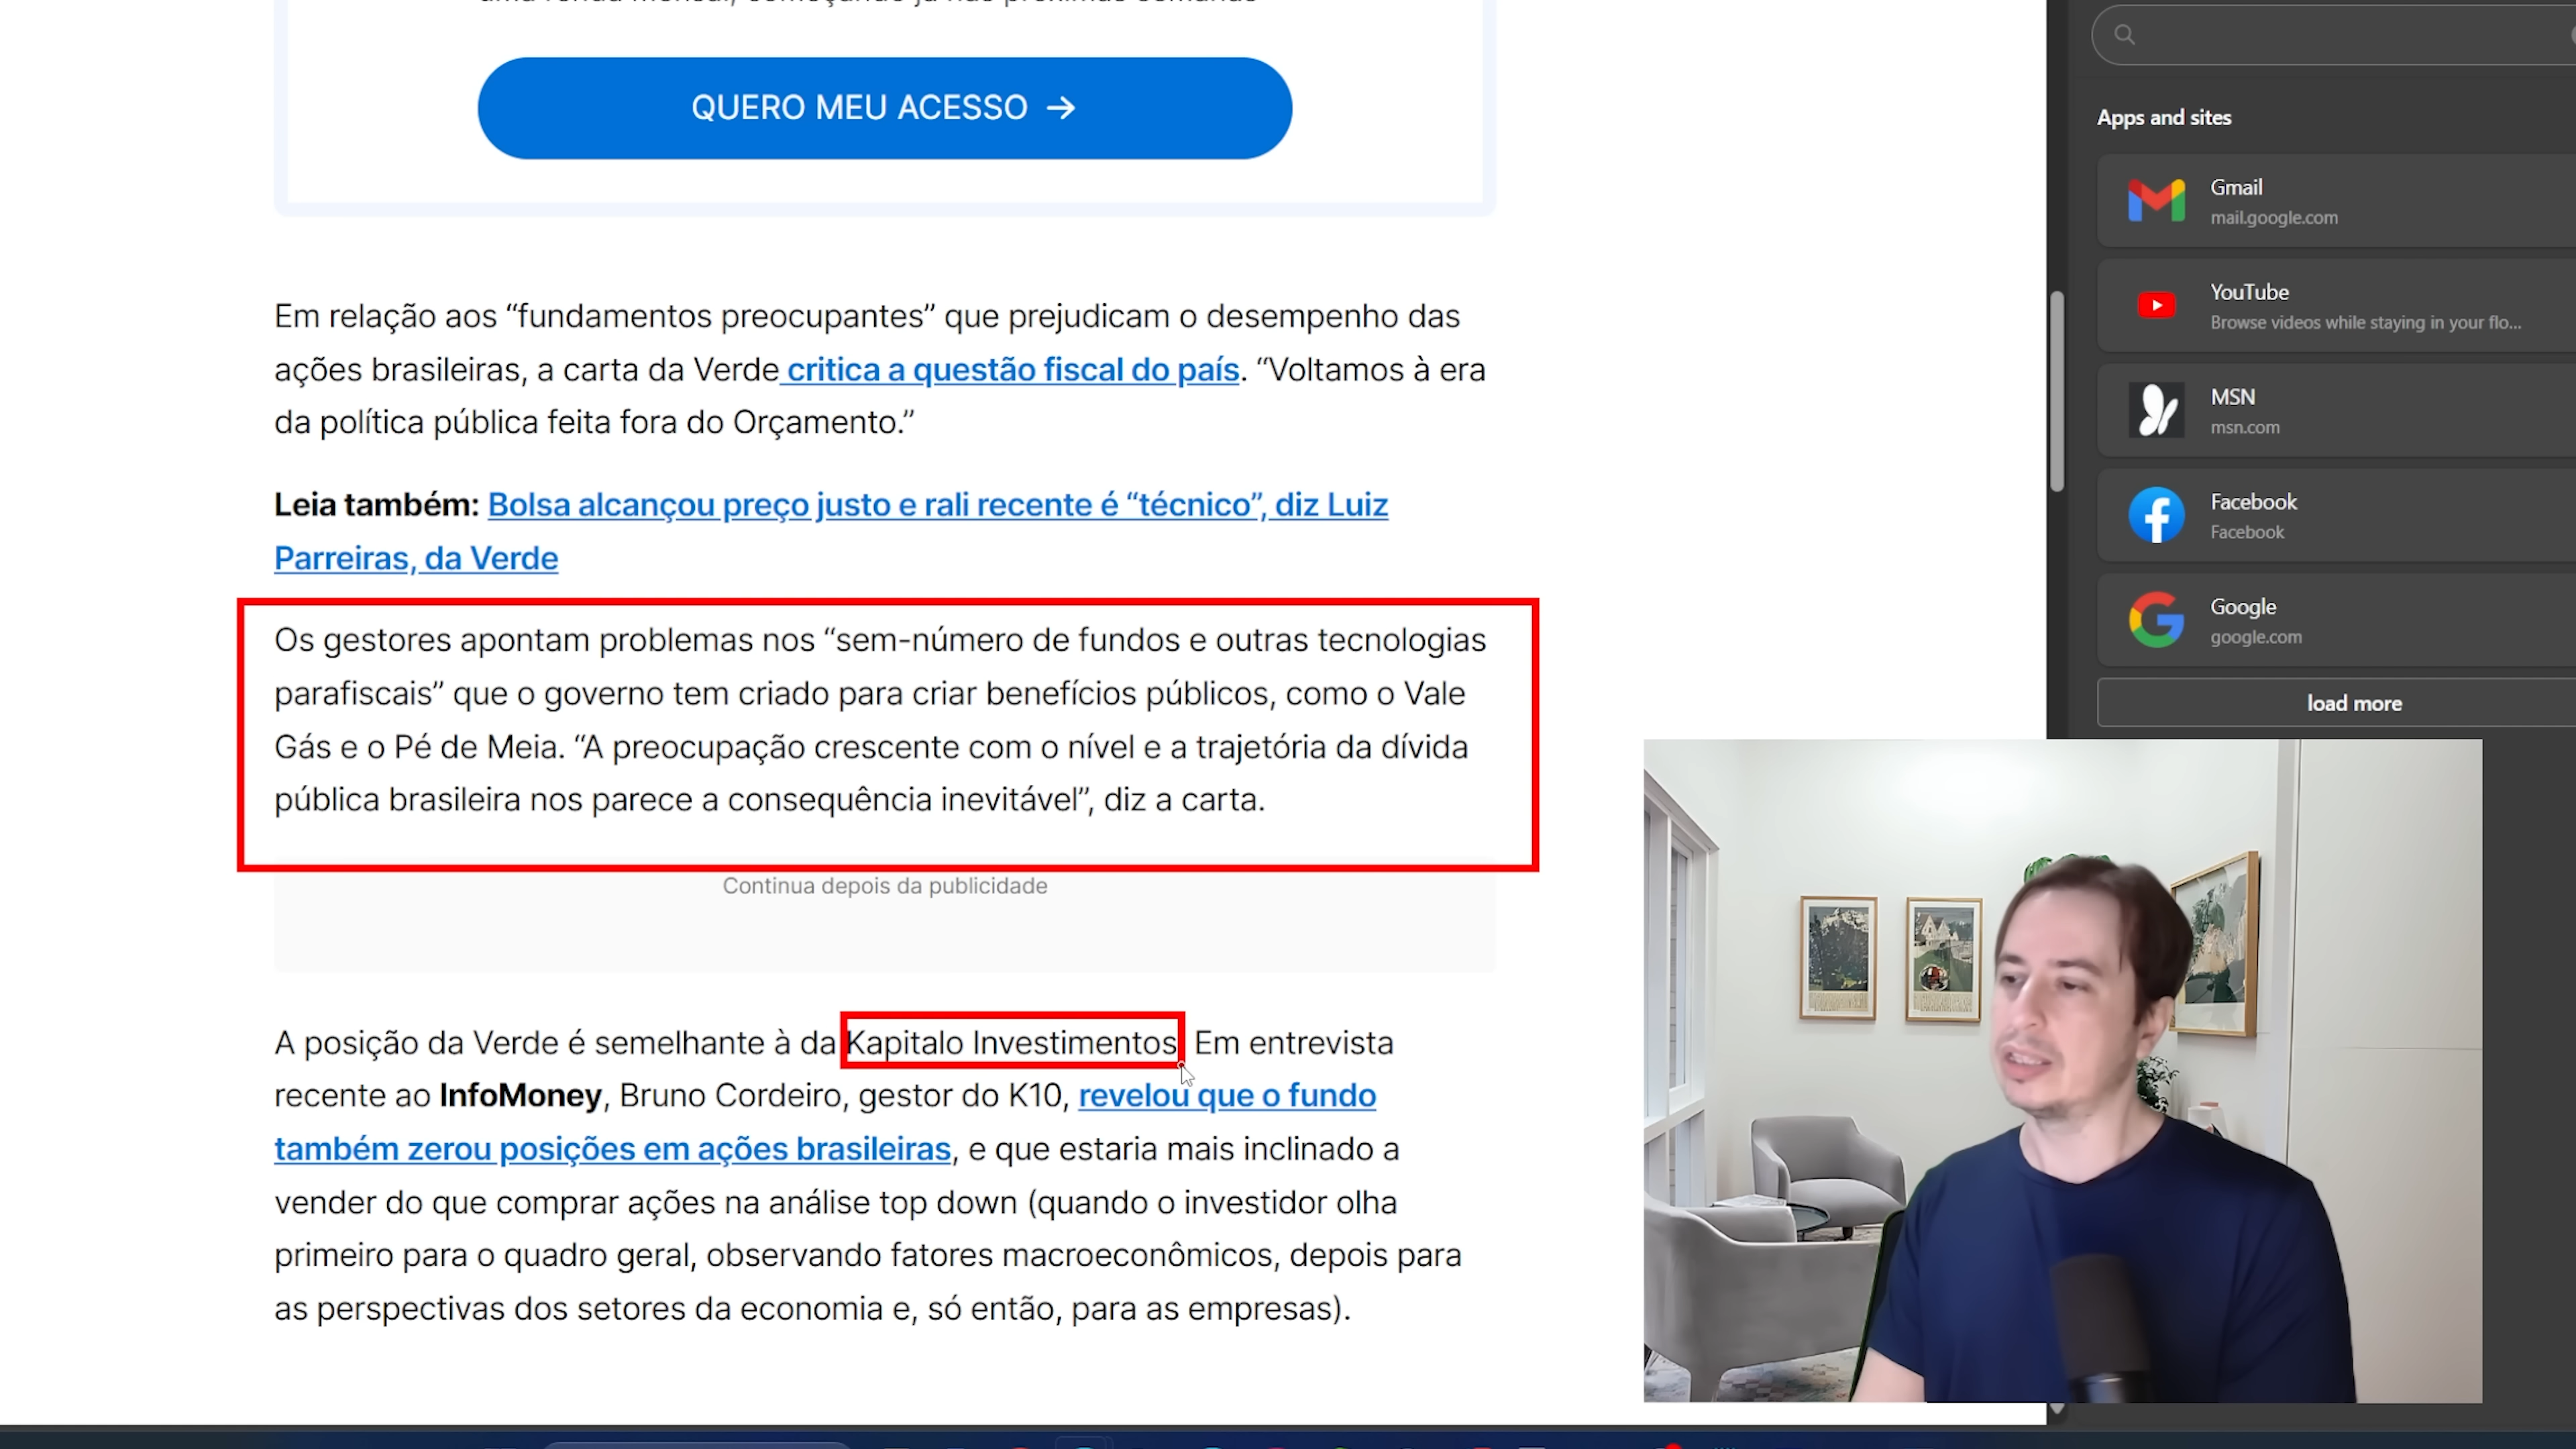 QUERO MEU ACESSO →
Em relação aos “fundamentos preocupantes” que prejudicam o desempenho das
ações brasileiras, a carta da Verde critica a questão fiscal do país. “Voltamos à era
da política pública feita fora do Orçamento.”
Leia também: Bolsa alcançou preço justo e rali recente é “técnico”, diz Luiz
Parreiras, da Verde
Os gestores apontam problemas nos “sem-número de fundos e outras tecnologias
parafiscais” que o governo tem criado para criar benefícios públicos, como o Vale
Gás e o Pé de Meia. “A preocupação crescente com o nível e a trajetória da dívida
pública brasileira nos parece a consequência inevitável”, diz a carta.
Continua depois da publicidade
A posição da Verde é semelhante à da Kapitalo Investimentos. Em entrevista
recente ao InfoMoney, Bruno Cordeiro, gestor do K10, revelou que o fundo
também zerou posições em ações brasileiras, e que estaria mais inclinado a
vender do que comprar ações na análise top down (quando o investidor olha
primeiro para o quadro geral, observando fatores macroeconômicos, depois para
as perspectivas dos setores da economia e, só então, para as empresas).
Apps and sites
Gmail
mail.google.com
YouTube
Browse videos while staying in your flo...
MSN
msn.com
Facebook
Facebook
Google
google.com
load more